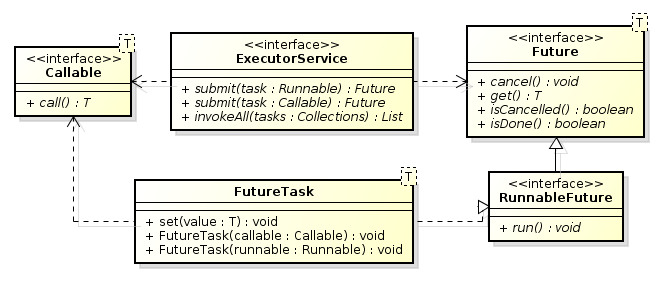 T
<<interface>>
Callable
+ call() : T
<<interface>>
ExecutorService
+ submit(task : Runnable) : Future
+ submit(task : Callable) : Future
+ invokeAll(tasks : Collections) : List
T
<<interface>>
Future
+ cancel() : void
+ get() : T
+ isCancelled() : boolean
+ isDone() : boolean
T
FutureTask
+ set(value : T) : void
+ FutureTask(callable : Callable) : void
+ FutureTask(runnable : Runnable) : void
<<interface>>
RunnableFuture
+ run() : void